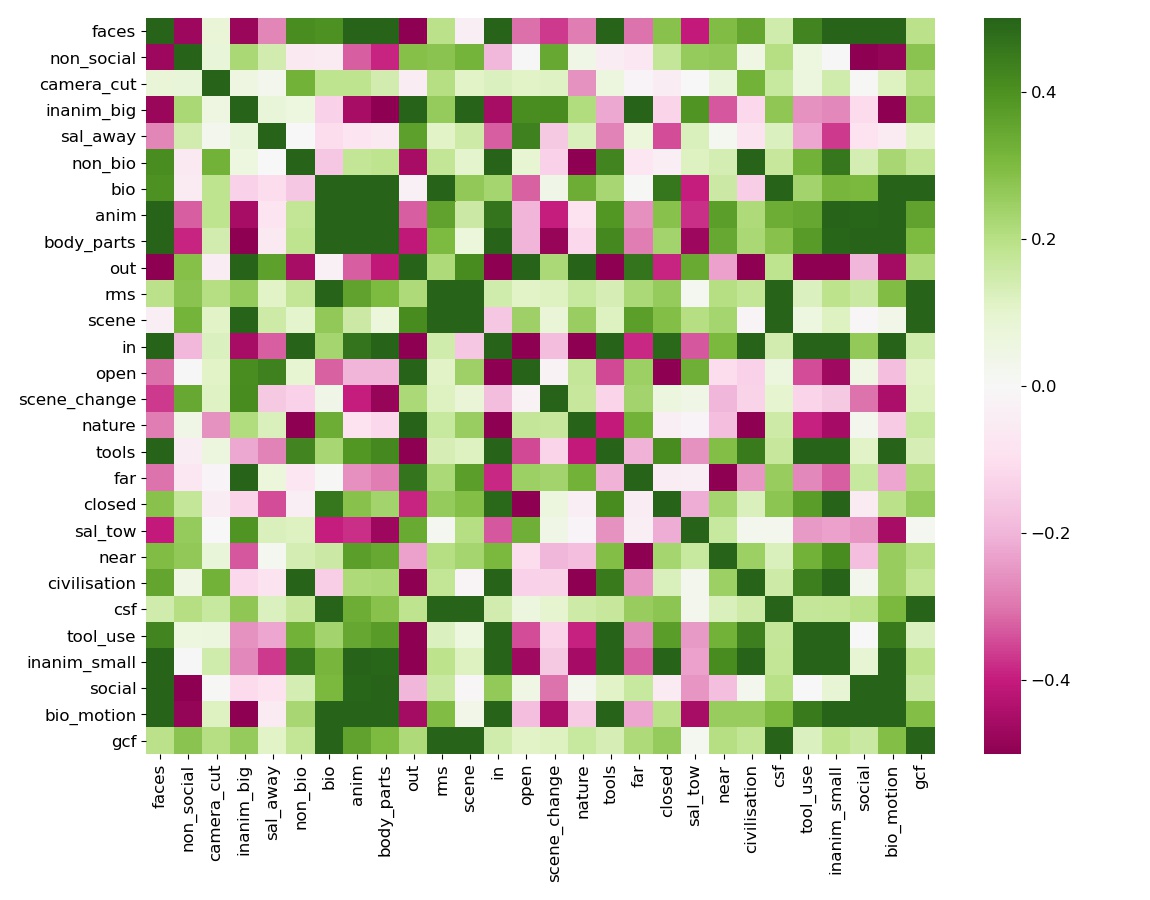 faces
non_social
camera_cut
inanim_big
sal_away
non_bio
bio
anim
body_parts
out
rms
scene
in
open
scene_change
nature
tools
far
closed
sal_tow
near
civilisation
csf
tool_use
inanim_small
social
bio_motion
gcf
faces
non_social
camera_cut
inanim_big
sal_away
non_bio
bio
anim
body_parts
out
rms
scene
in
open
scene_change
nature
tools
far
closed
sal_tow
near
civilisation
csf
tool_use
inanim_small
social
bio_motion
gcf
0.4
0.2
0.0
−0.2
−0.4